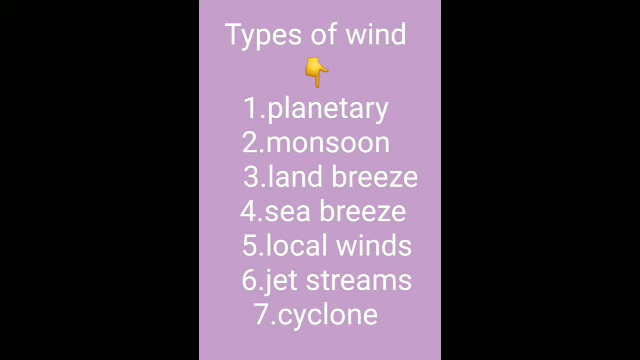 Types of wind
👇
1.planetary
2.monsoon
3.land breeze
4.sea breeze
5.local winds
6.jet streams
7.cyclone